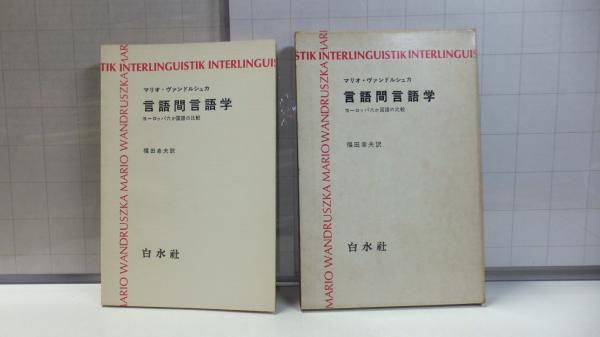 TIK INTERLINGUISTIK INTERLINGUIS
MARIO WANDRUSZKA MARIO WANDRUSZKA MARI
マリオ・ヴァンドルシュカ
言語間言語学
ヨーロッパ六か国語の比較
福田幸夫訳
白水社
STIK INTERLINGUISTIK INTERLINGUIS
MARIO WANDRUSZKA MARIO WANDRUSZKA
マリオ・ヴァンドルシュカ
言語間言語学
ヨーロッパ六か国語の比較
福田幸夫訳
白水社